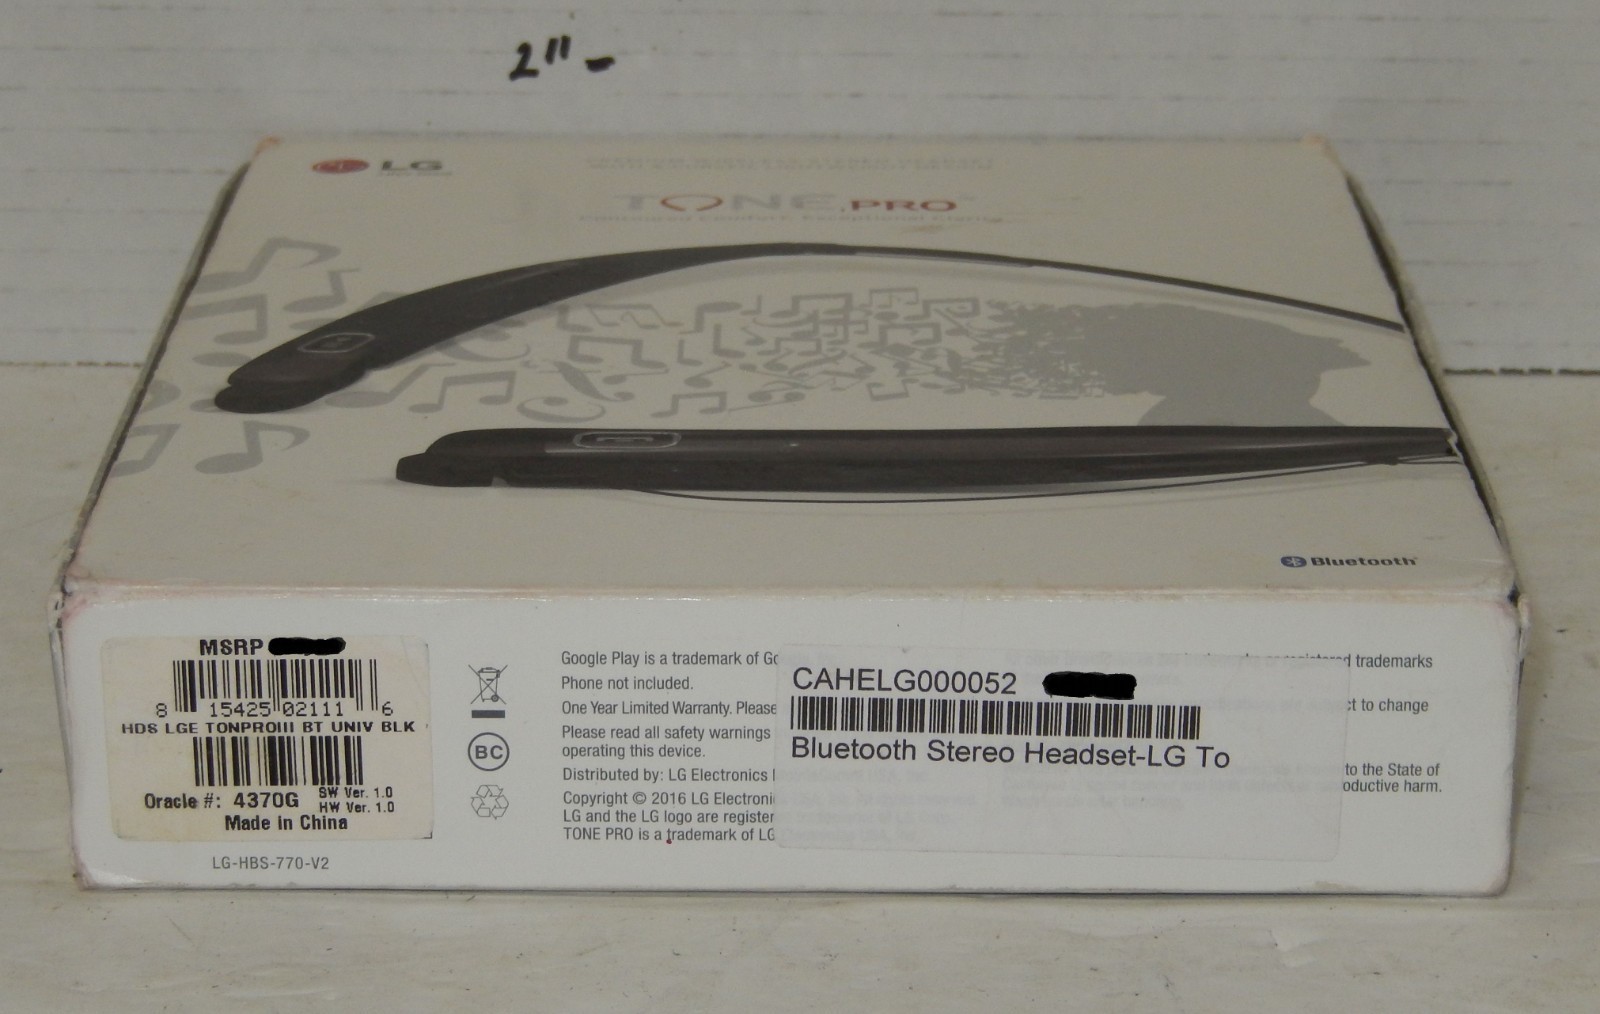 2"-
LG
TONE PRO
Bluetooth
MSRP
8 15425 02111 6
HDS LGE TONPROIII BT UNIV BLK
Oracle #: 4370G SW Ver. 1.0
HW Ver. 1.0
Made in China
LG-HBS-770-V2
BC
Google Play is a trademark of
Phone not included.
One Year Limited Warranty. Please
Please read all safety warnings
operating this device.
Distributed by: LG Electronics
Copyright © 2016 LG
LG and the LG logo are
TONE PRO is a trademark of LG
CAHELG000052
Bluetooth Stereo Headset-LG To
registered trademarks
to change
to the State of
harm.